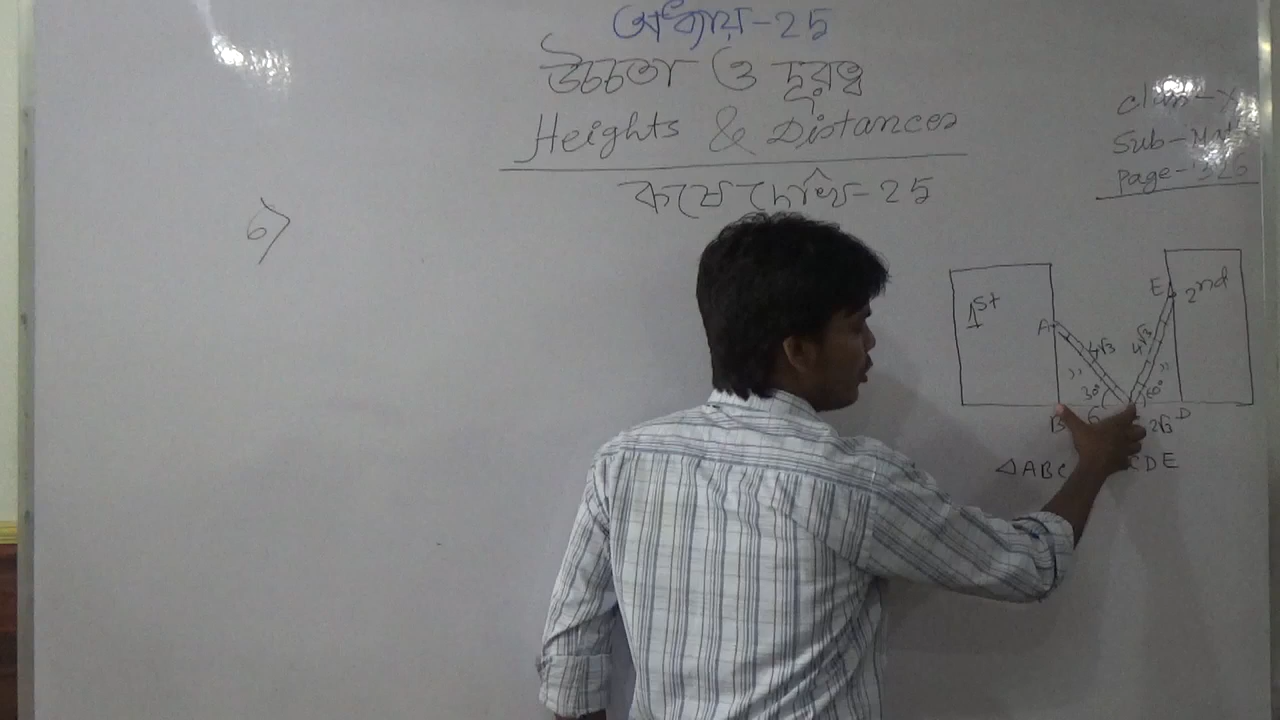 অধ্যায়-25
উচ্চতা ও দূরত্ব
Heights & Distances
কষে দেখি-25
Class-X
Sub-
Page-
6)
1st
2nd
A
E
4√3
4√3
30°
60°
B
2√3
D
△ABC
CDE